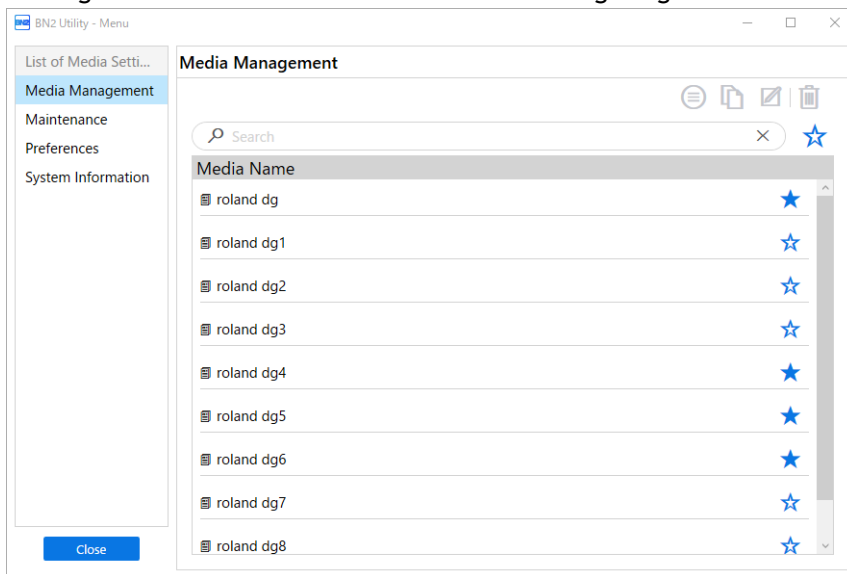 BN2 BN2 Utility - Menu
List of Media Setti...
Media Management
Maintenance
Preferences
System Information
Close
Media Management
Search
Media Name
roland dg
roland dg1
roland dg2
roland dg3
roland dg4
roland dg5
roland dg6
roland dg7
roland dg8